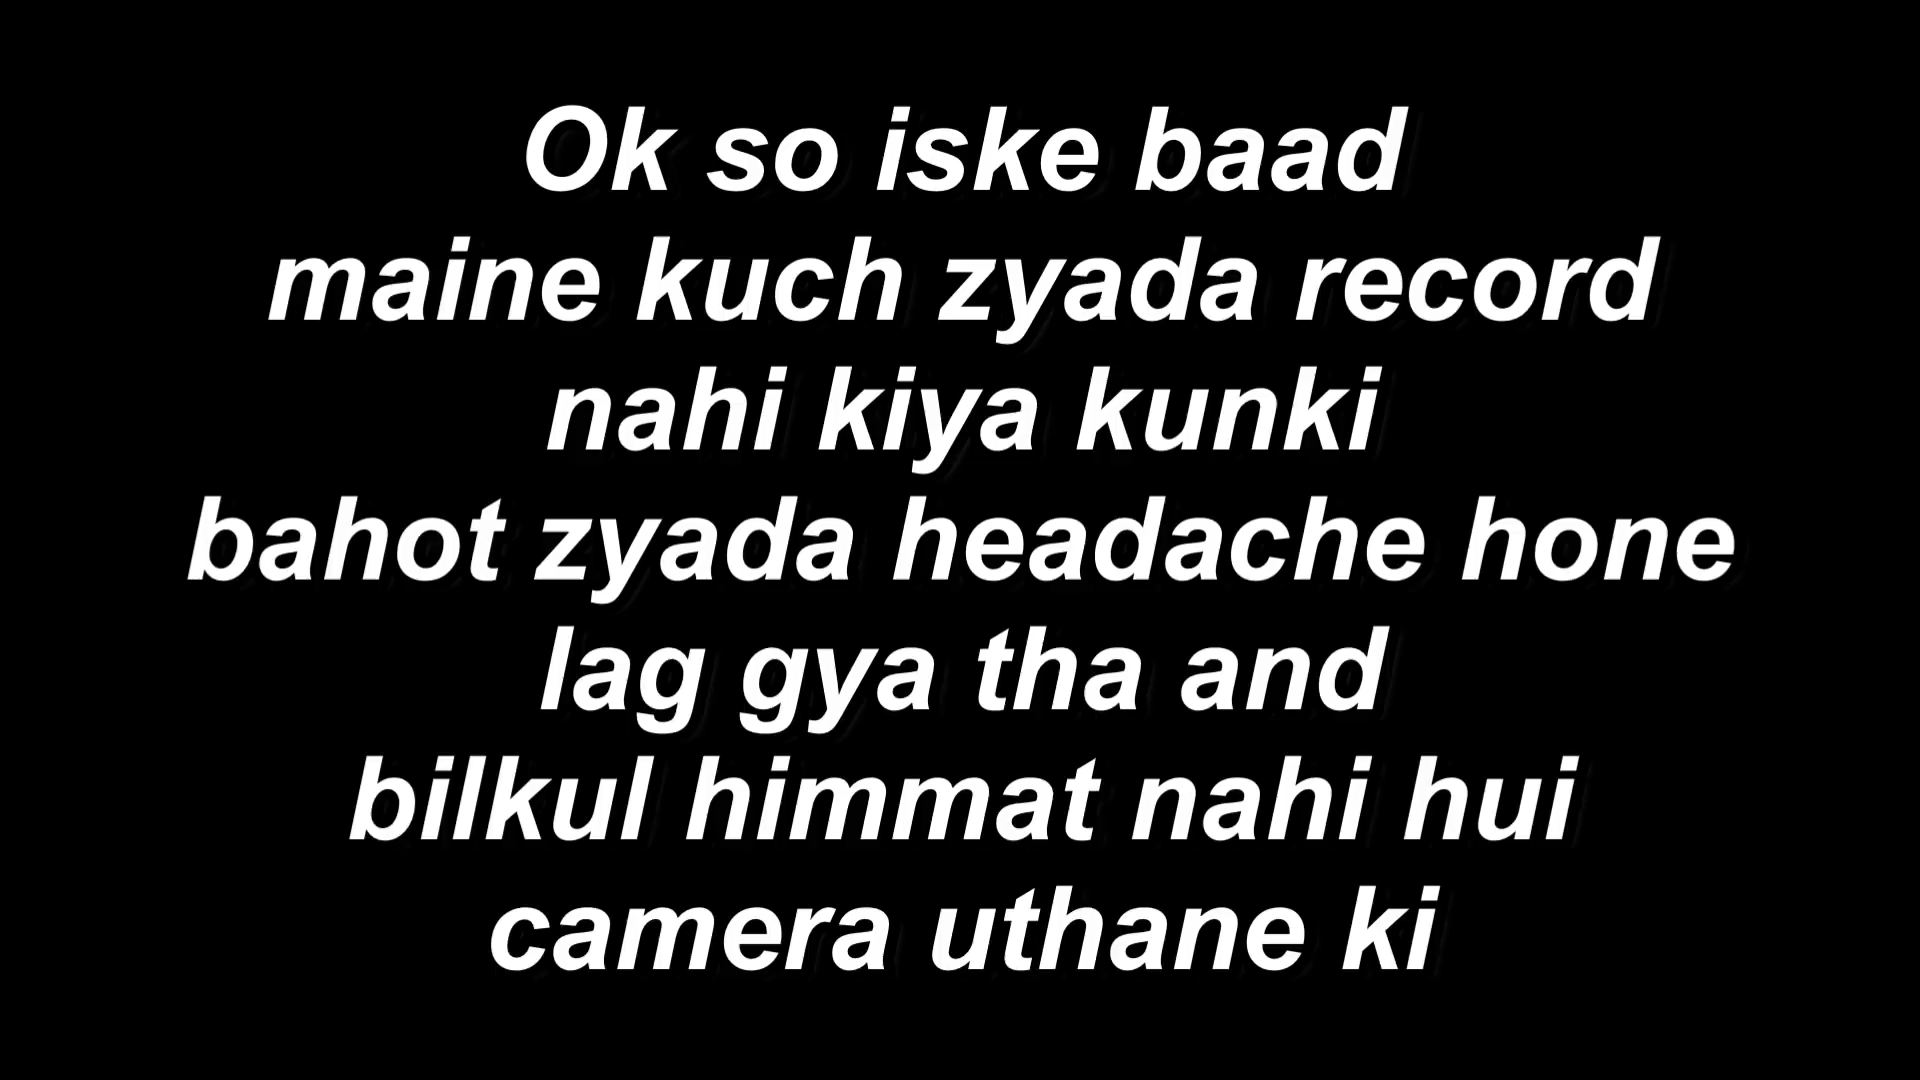 Ok so iske baad
maine kuch zyada record
nahi kiya kunki
bahot zyada headache hone
lag gya tha and
bilkul himmat nahi hui
camera uthane ki